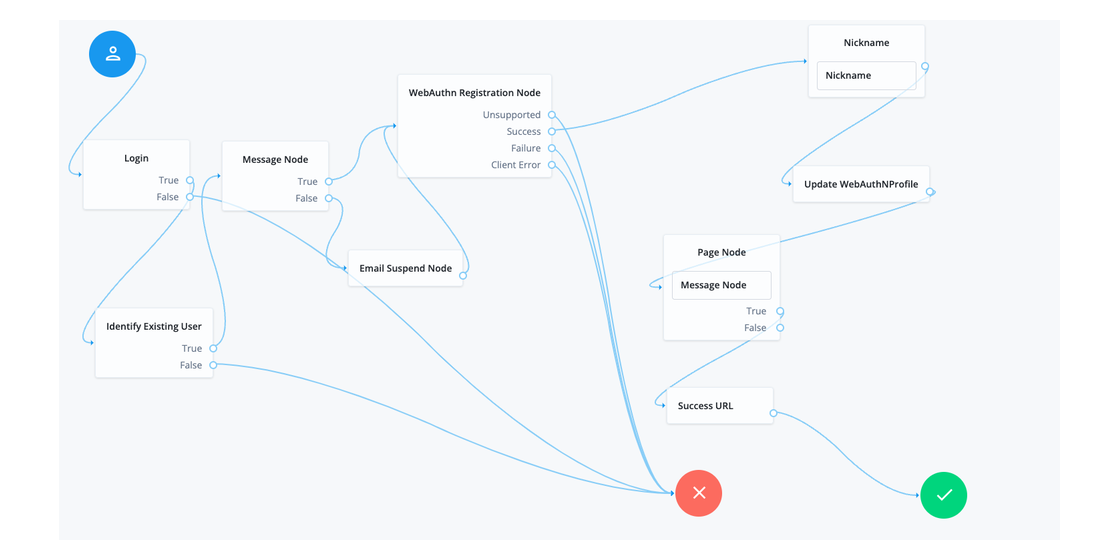 Nickname
Nickname
WebAuthn Registration Node
Unsupported
Success
Failure
Client Error
Login
True
False
Message Node
True
False
Update WebAuthNProfile
Email Suspend Node
Page Node
Message Node
True
False
Identify Existing User
True
False
Success URL